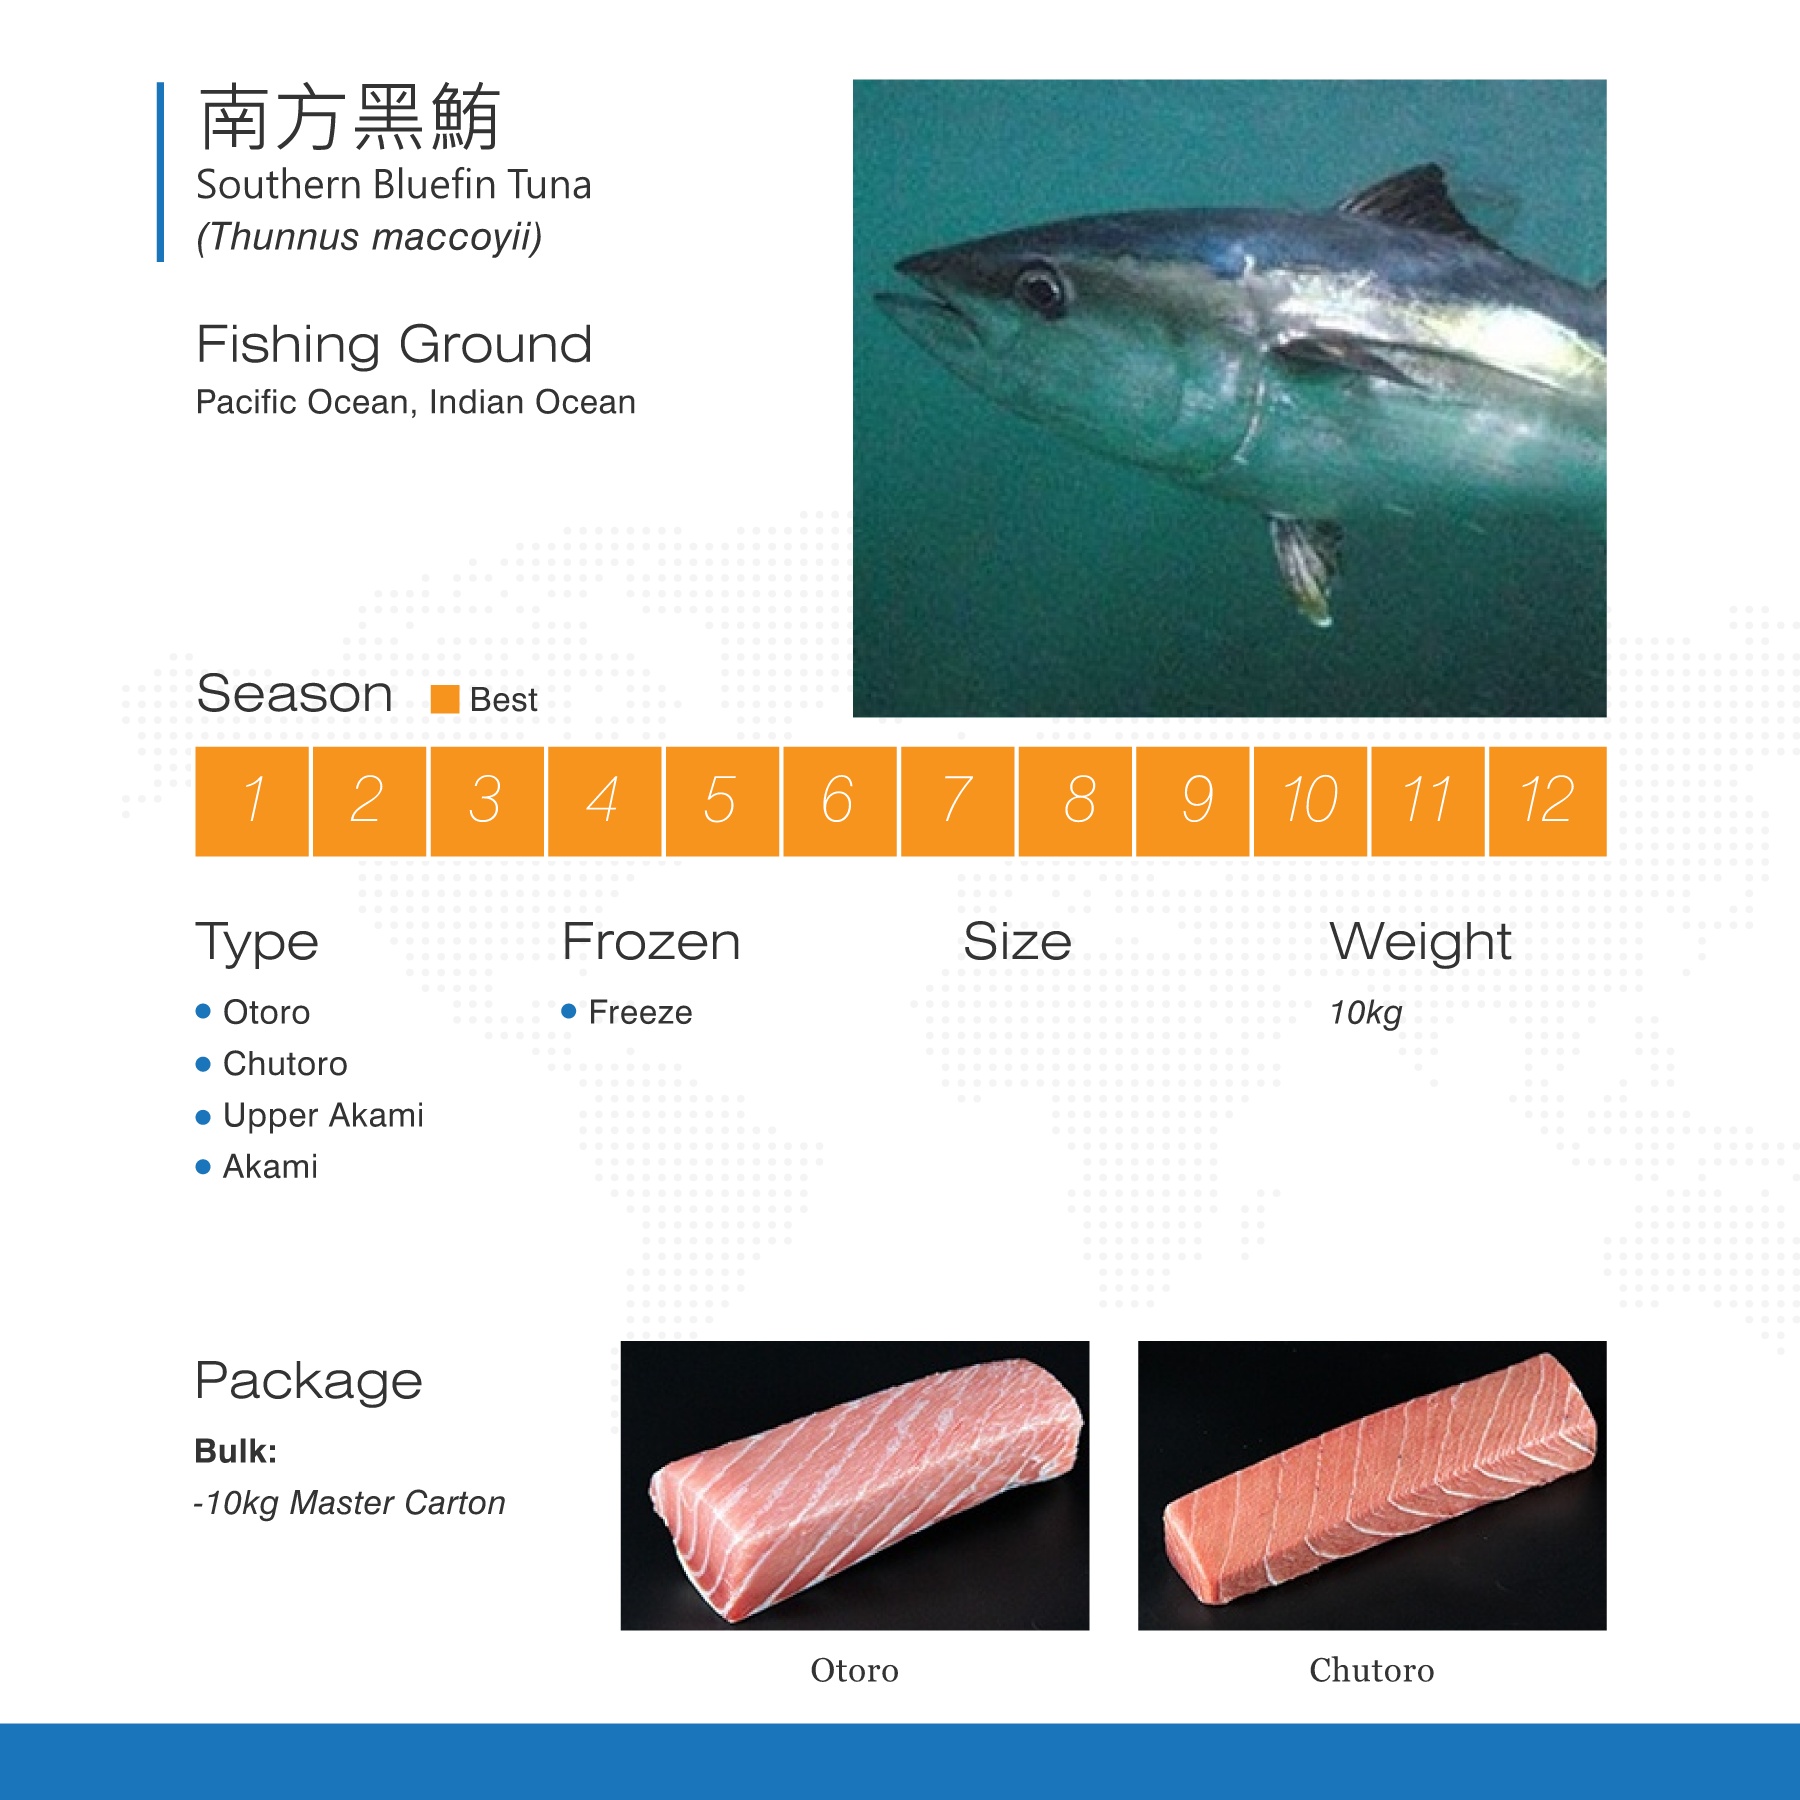 南方黑鮪
Southern Bluefin Tuna
(Thunnus maccoyii)
Fishing Ground
Pacific Ocean, Indian Ocean
Season
Best
1 2 3 4 5 6 7 8 9 10 11 12
Type
Otoro
Chutoro
Upper Akami
Akami
Frozen
Freeze
Size
Weight
10kg
Package
Bulk:
-10kg Master Carton
Otoro
Chutoro